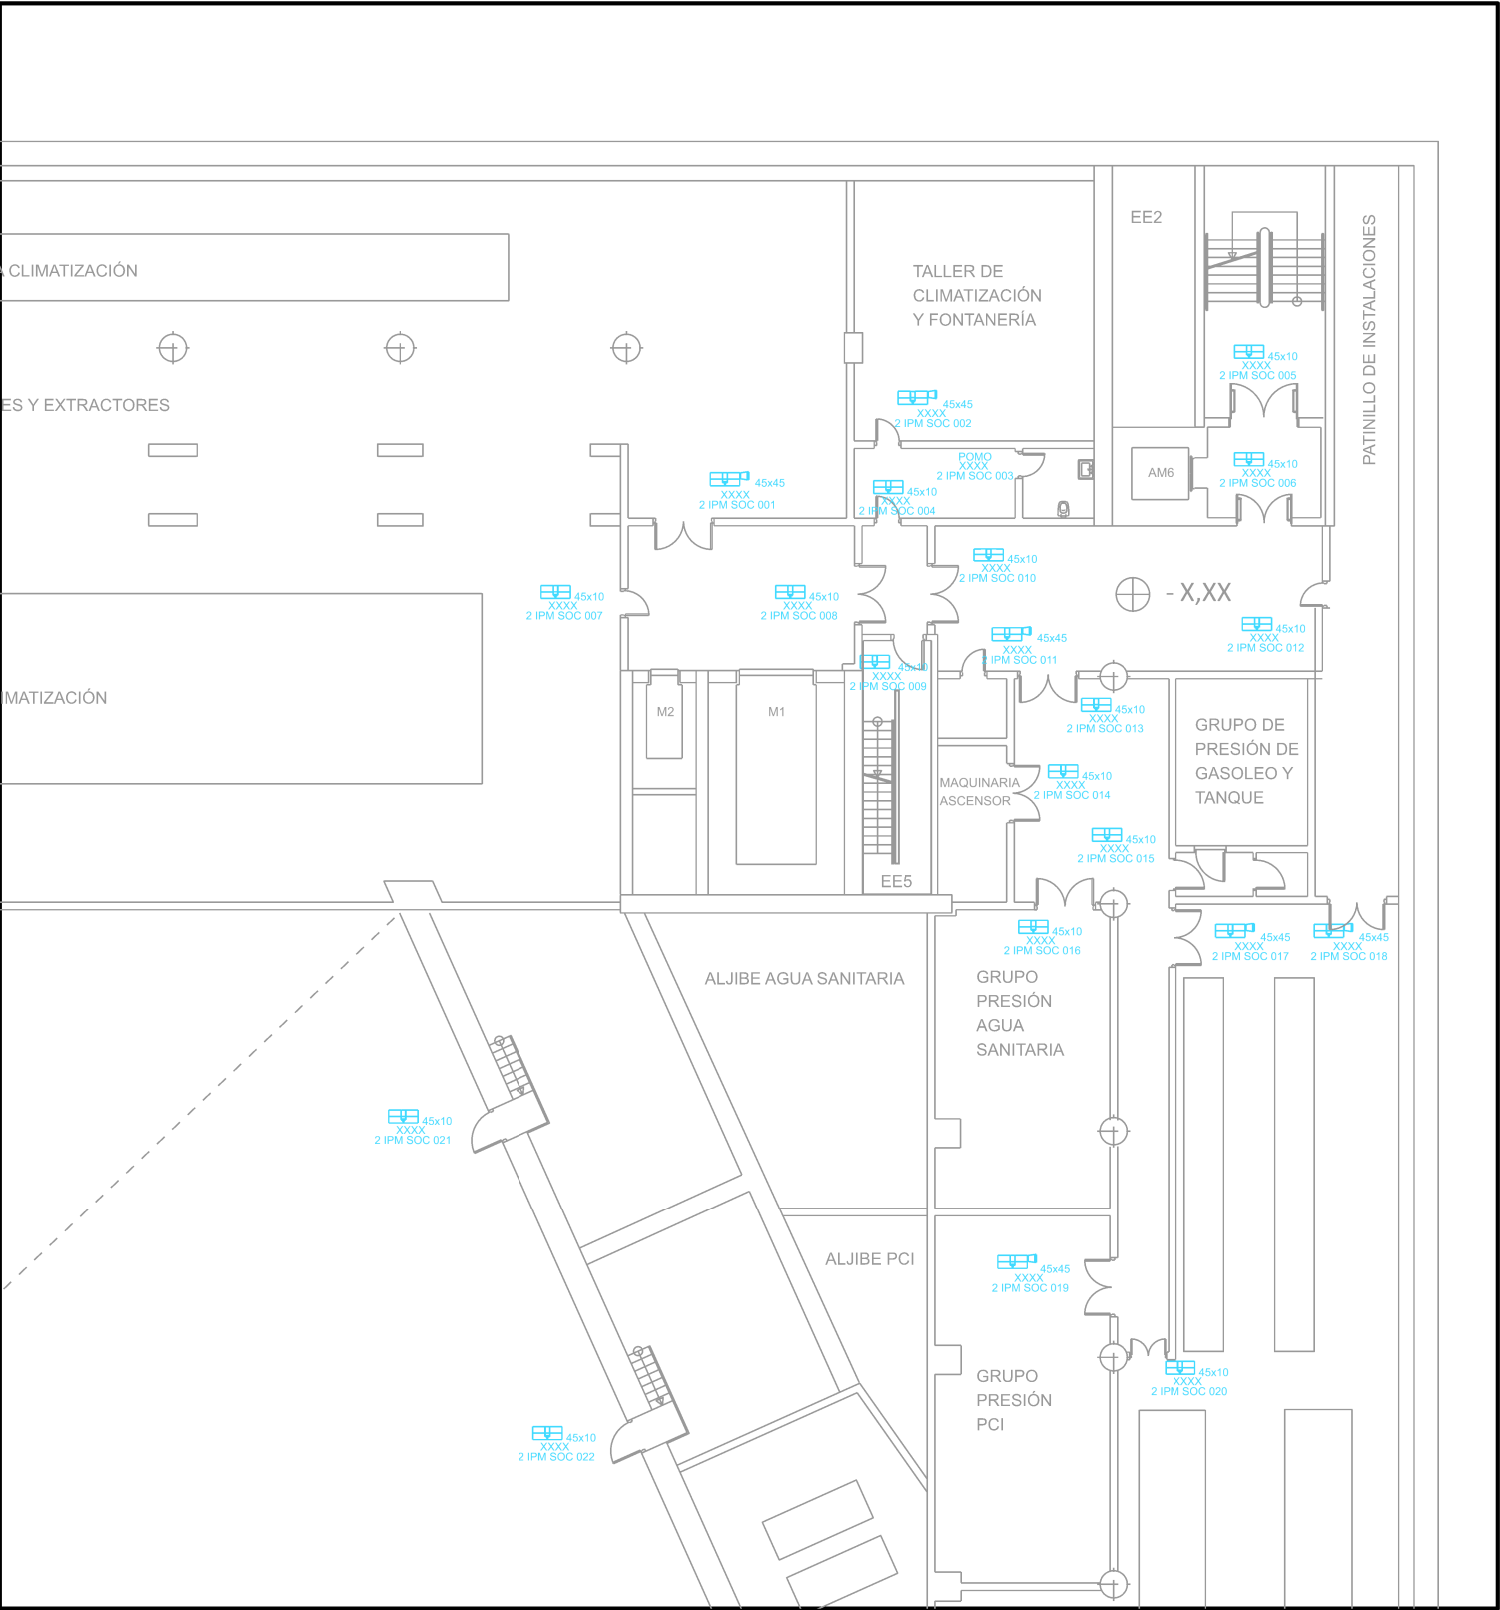 EE2
PATINILLO DE INSTALACIONES
CLIMATIZACIÓN
TALLER DE
CLIMATIZACIÓN
Y FONTANERÍA
45x10
XXXX
2 IPM SOC 005
ES Y EXTRACTORES
45x45
XXXX
2 IPM SOC 002
POMO
XXXX
2 IPM SOC 003
AM6
45x10
XXXX
2 IPM SOC 006
45x45
XXXX
2 IPM SOC 001
45x10
XXXX
2 IPM SOC 004
45x10
XXXX
2 IPM SOC 010
- X,XX
45x10
XXXX
2 IPM SOC 007
45x10
XXXX
2 IPM SOC 008
45x45
XXXX
2 IPM SOC 011
45x10
XXXX
2 IPM SOC 012
45x10
XXXX
2 IPM SOC 009
IMATIZACIÓN
M2
M1
45x10
XXXX
2 IPM SOC 013
GRUPO DE
PRESIÓN DE
GASOLEO Y
TANQUE
MAQUINARIA
ASCENSOR
45x10
XXXX
2 IPM SOC 014
45x10
XXXX
2 IPM SOC 015
EE5
45x10
XXXX
2 IPM SOC 016
45x45
XXXX
2 IPM SOC 017
45x45
XXXX
2 IPM SOC 018
ALJIBE AGUA SANITARIA
GRUPO
PRESIÓN
AGUA
SANITARIA
45x10
XXXX
2 IPM SOC 021
ALJIBE PCI
45x45
XXXX
2 IPM SOC 019
45x10
XXXX
2 IPM SOC 020
GRUPO
PRESIÓN
PCI
45x10
XXXX
2 IPM SOC 022